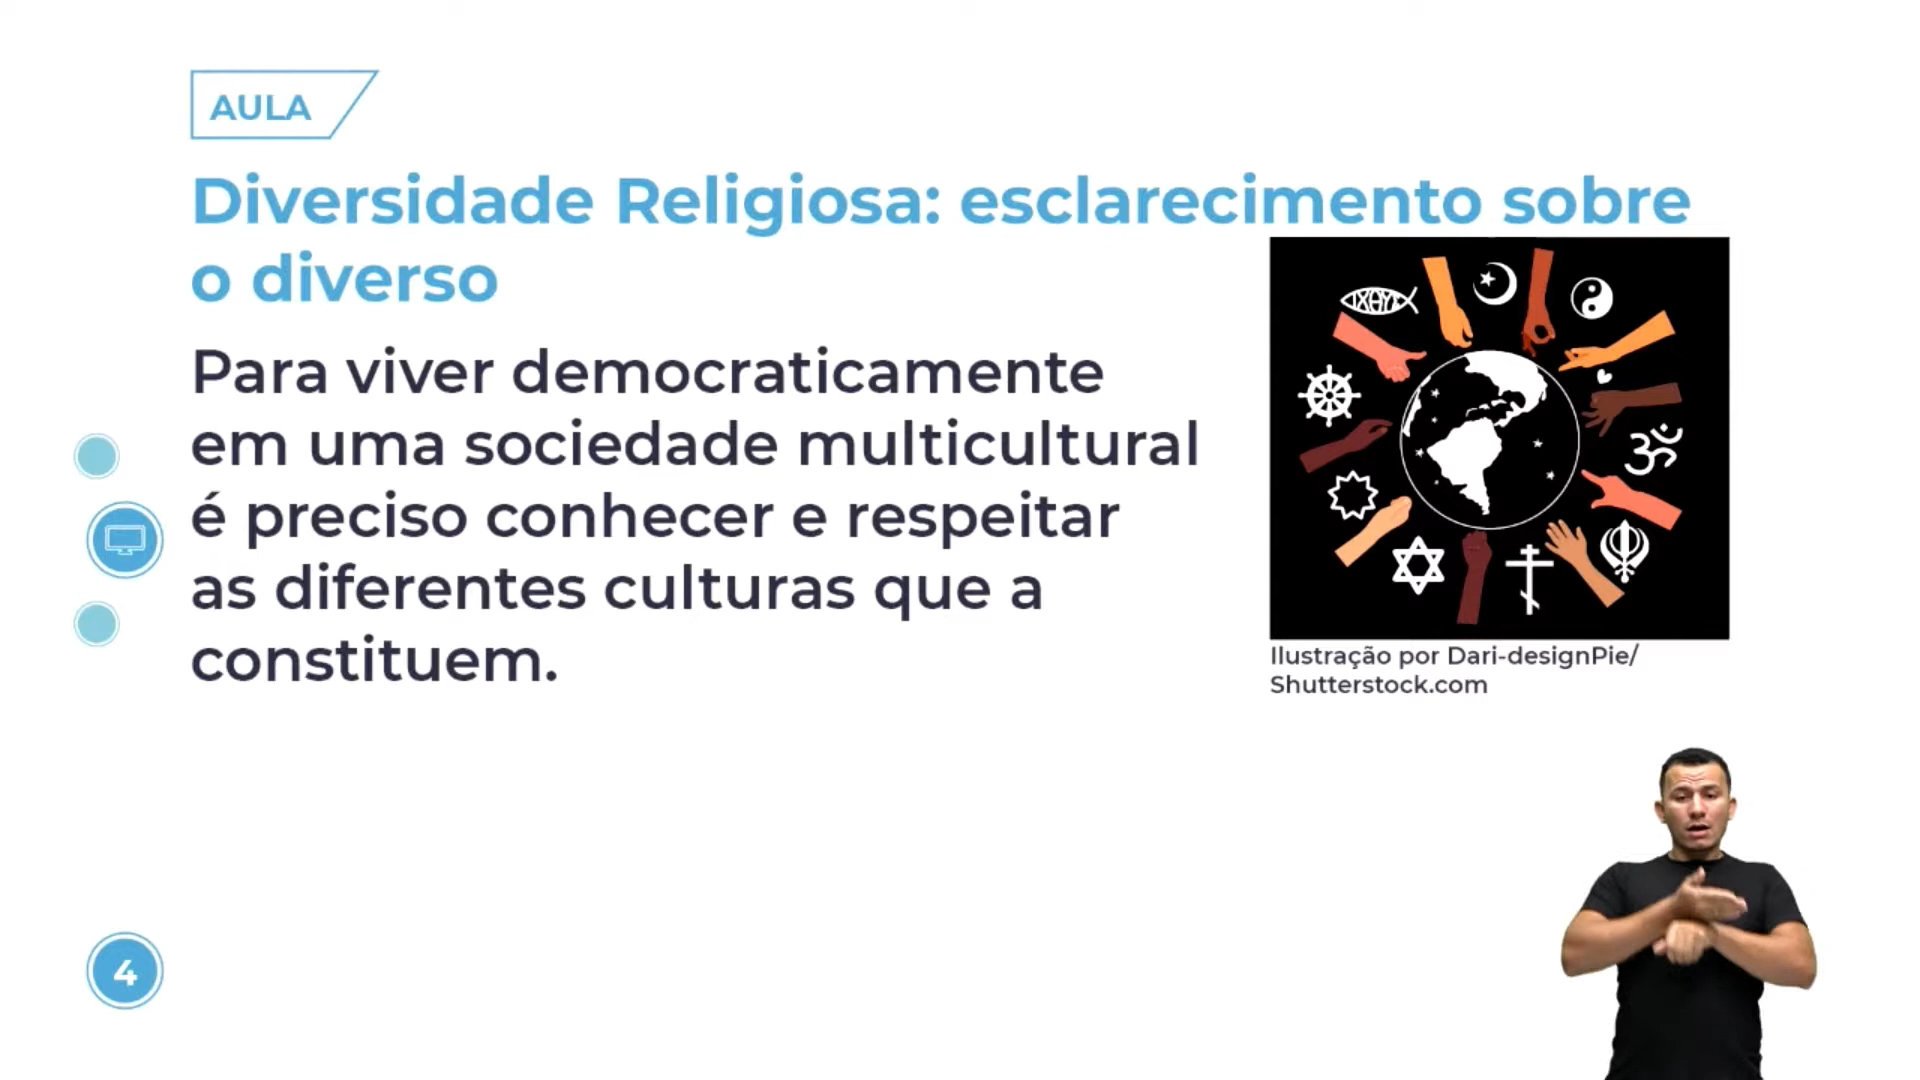 AULA
Diversidade Religiosa: esclarecimento sobre
o diverso
Para viver democraticamente
em uma sociedade multicultural
é preciso conhecer e respeitar
as diferentes culturas que a
constituem.
Ilustração por Dari-designPie/
Shutterstock.com
4